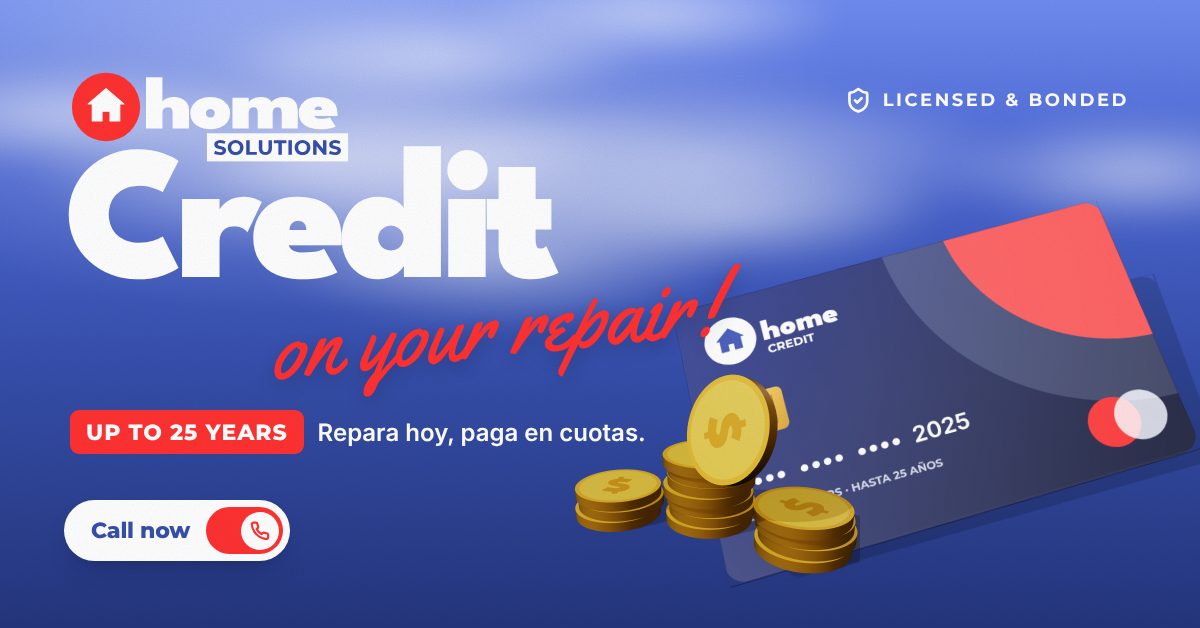 home
SOLUTIONS
LICENSED & BONDED
Credit
on your repair!
UP TO 25 YEARS
Repara hoy, paga en cuotas.
Call now
home
CREDIT
•••• •••• 2025
· HASTA 25 AÑOS